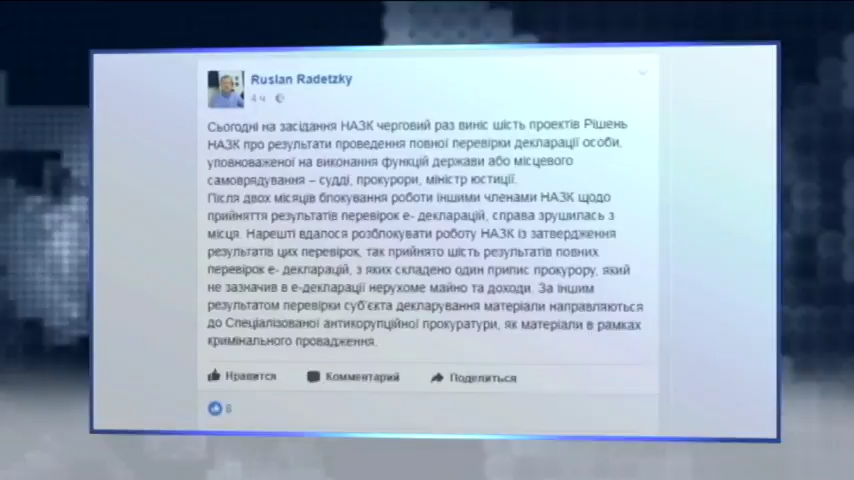 Ruslan Radetzky
4 ч
Сьогодні на засідання НАЗК черговий раз виніс шість проектів Рішень
НАЗК про результати проведення повної перевірки декларації особи,
уповноваженої на виконання функцій держави або місцевого
самоврядування – судді, прокурори, міністр юстиції.
Після двох місяців блокування роботи іншими членами НАЗК щодо
прийняття результатів перевірок е- декларацій, справа зрушилась з
місця. Нарешті вдалося розблокувати роботу НАЗК із затвердження
результатів цих перевірок, так прийнято шість результатів повних
перевірок е- декларацій, з яких складено один припис прокурору, який
не зазначив в е-декларації нерухоме майно та доходи. За іншим
результатом перевірки суб'єкта декларування матеріали направляються
до Спеціалізованої антикорупційної прокуратури, як матеріали в рамках
кримінального провадження.
Нравится Комментарий Поделиться
6